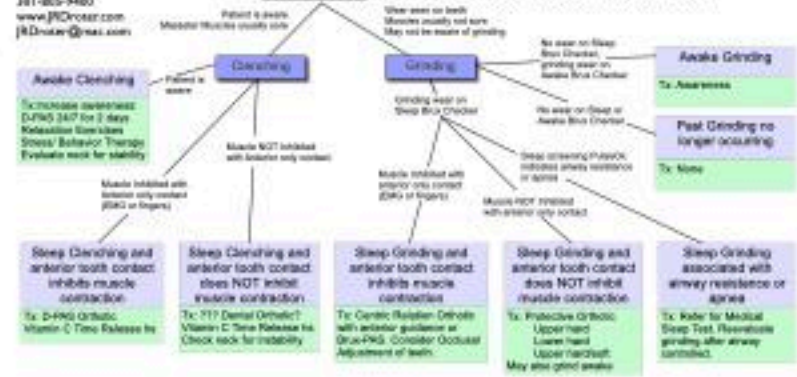 301-805-9400
www.JRDroter.com
JRDroter@mac.com
Patient is aware
Masseter Muscles usually sore
Wear seen on teeth
Muscles usually not sore
May not be aware of grinding
Clenching
Grinding
Patient is
aware
Awake Clenching
Tx: Increase awareness
D-PAS 24/7 for 2 days
Relaxation Exercises
Stress/ Behavior Therapy
Evaluate neck for stability
No wear on Sleep
Brux Checker,
grinding wear on
Awake Brux Checker
Awake Grinding
Tx: Awareness
Grinding wear on
Sleep Brux Checker
No wear on Sleep or
Awake Brux Checker
Past Grinding no
longer occurring
Tx: None
Muscle NOT Inhibited
with Anterior only contact
Muscle Inhibited with
Anterior only contact
(EMG or fingers)
Muscle Inhibited with
anterior only contact
(EMG or fingers)
Sleep screening PulseOx
indicates airway resistance
or apnea
Muscle NOT Inhibited
with anterior only contact
Sleep Clenching and
anterior tooth contact
inhibits muscle
contraction
Tx: D-PAS Orthotic
Vitamin C Time Release hs
Sleep Clenching and
anterior tooth contact
does NOT inhibit
muscle contraction
Tx: ??? Dental Orthotic?
Vitamin C Time Release hs
Check neck for instability
Sleep Grinding and
anterior tooth contact
inhibits muscle
contraction
Tx: Centric Relation Orthotic
with anterior guidance or
Brux-PAS. Consider Occlusal
Adjustment of teeth.
Sleep Grinding and
anterior tooth contact
does NOT inhibit
muscle contraction
Tx: Protective Orthotic
Upper hard
Lower hard
Upper hard/soft
May also grind awake
Sleep Grinding
associated with
airway resistance or
apnea
Tx: Refer for Medical
Sleep Test. Reevaluate
grinding after airway
controlled.